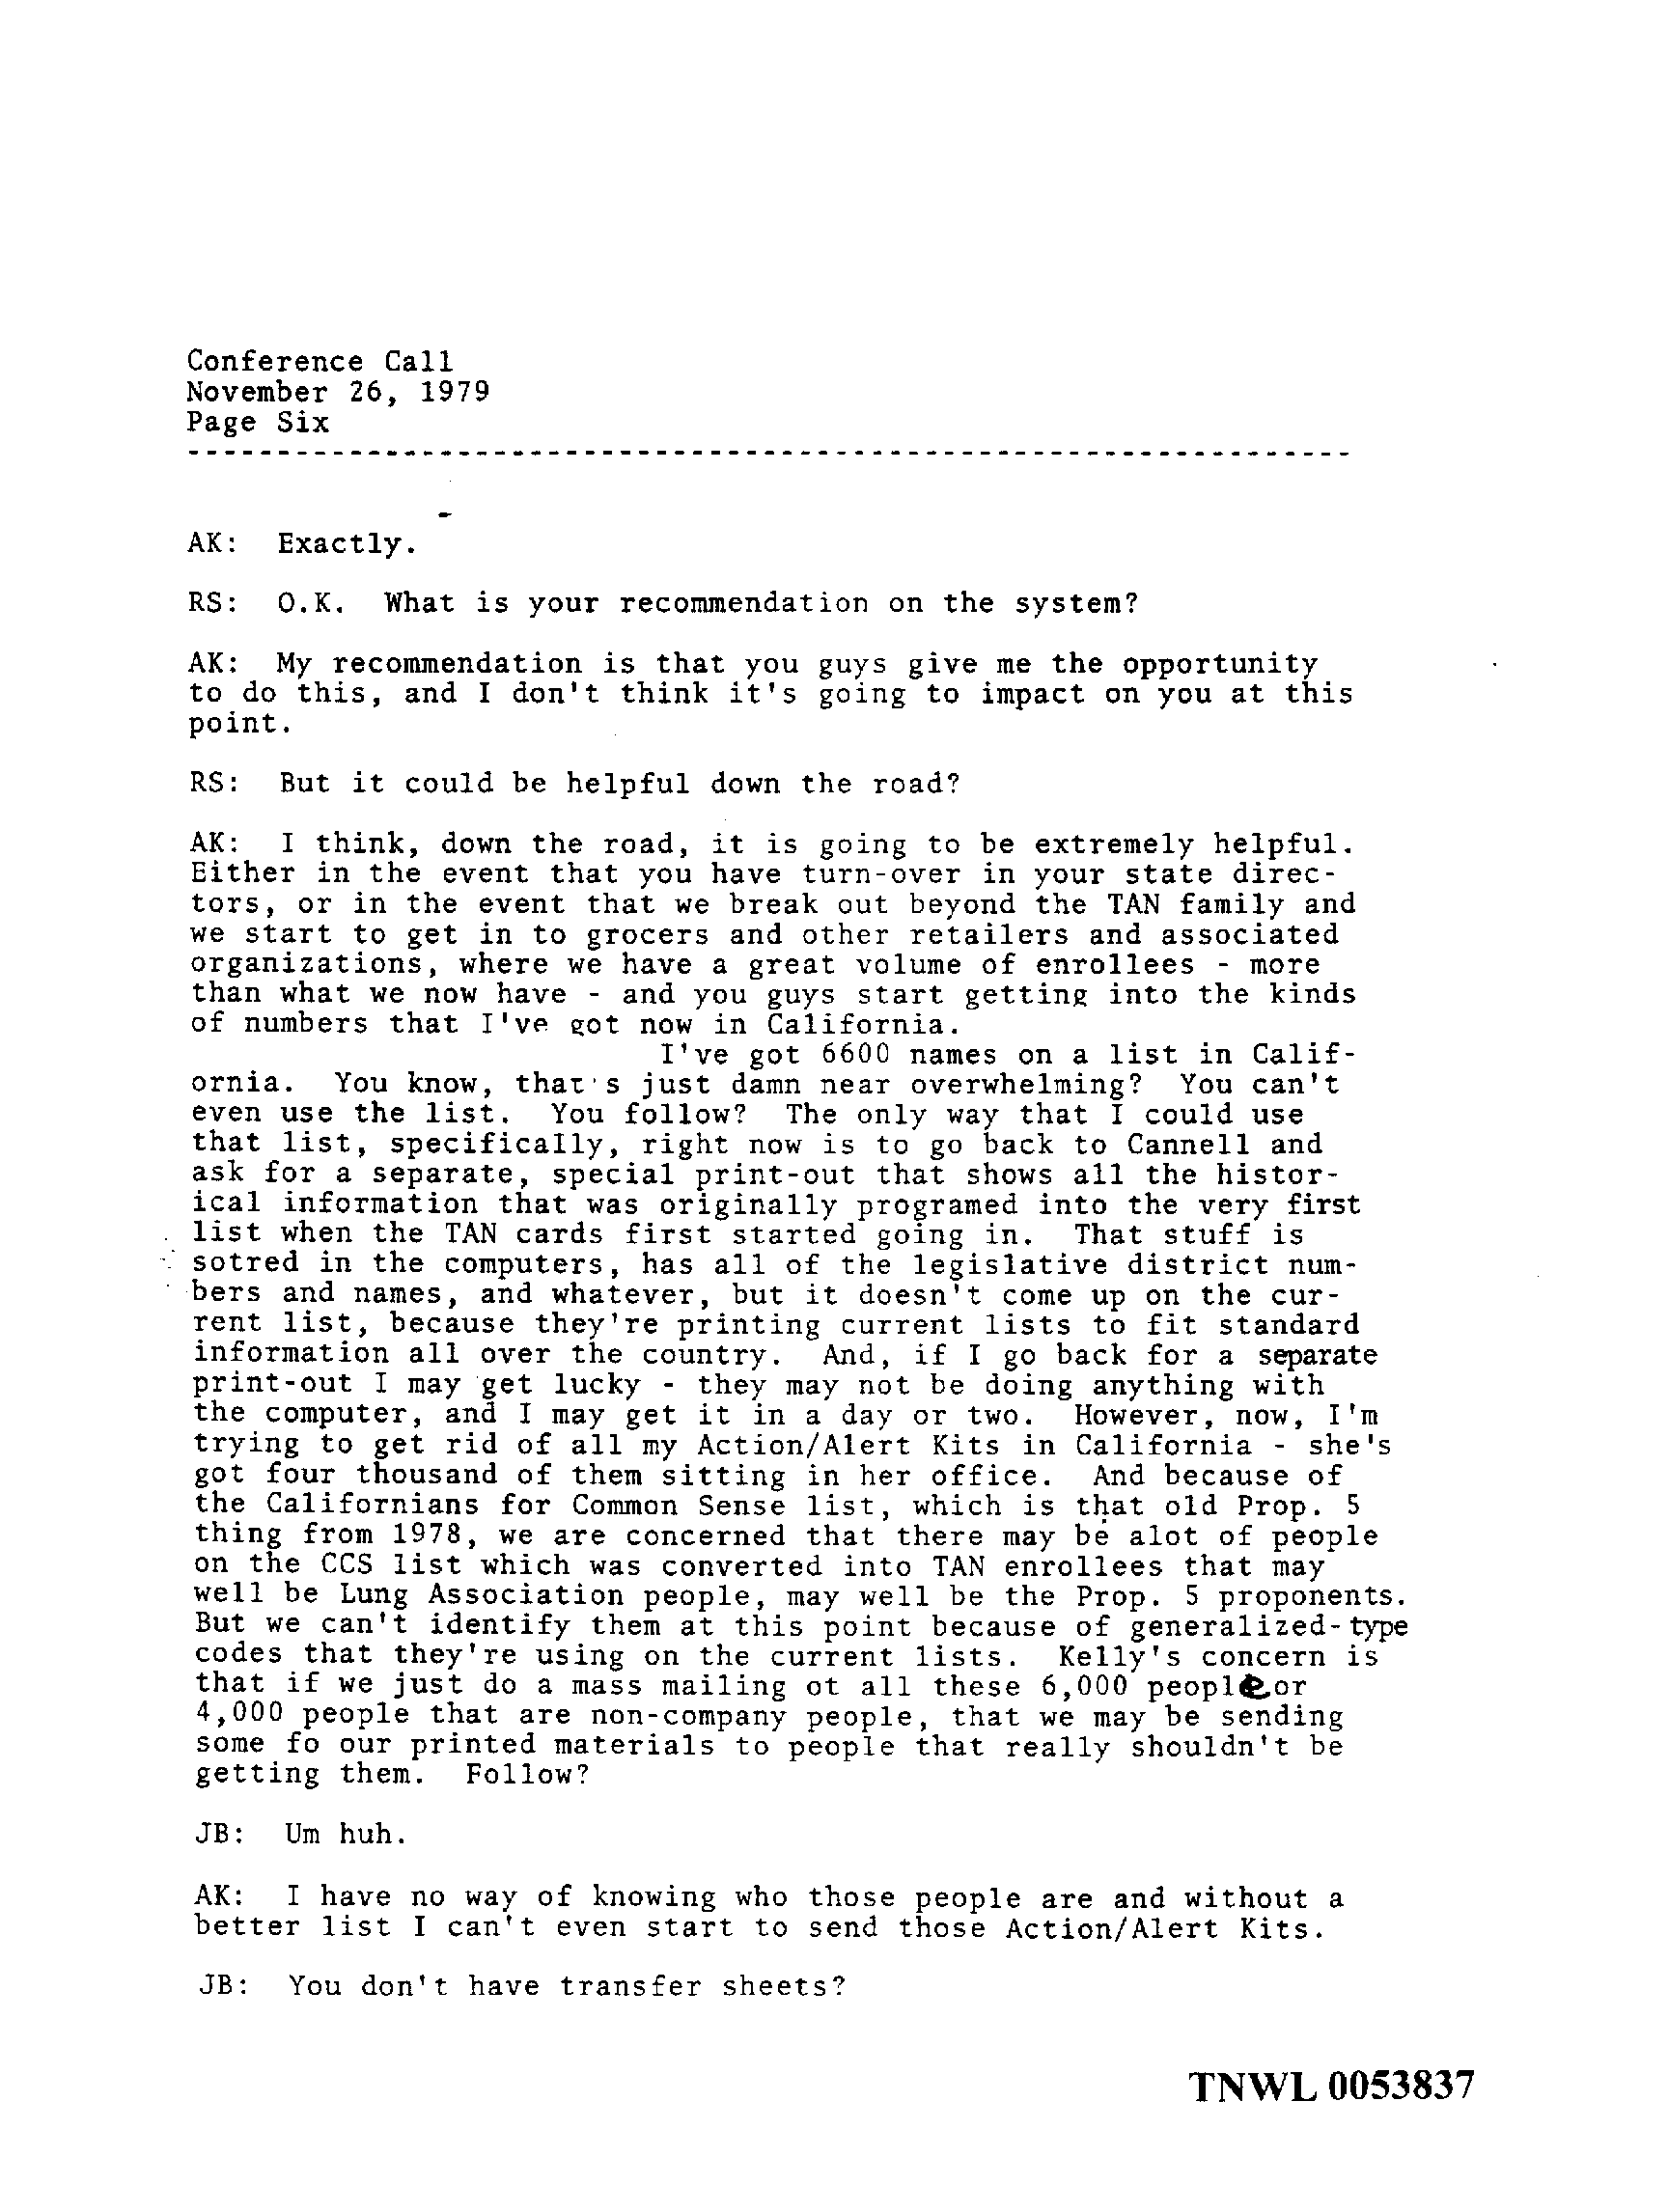 Conference Call
November 26, 1979
Page Six
AK:  Exactly.
RS:  O.K.  What is your recommendation on the system?
AK:  My recommendation is that you guys give me the opportunity
to do this, and I don't think it's going to impact on you at this
point.
RS:  But it could be helpful down the road?
AK:  I think, down the road, it is going to be extremely helpful.
Either in the event that you have turn-over in your state direc-
tors, or in the event that we break out beyond the TAN family and
we start to get in to grocers and other retailers and associated
organizations, where we have a great volume of enrollees - more
than what we now have - and you guys start getting into the kinds
of numbers that I've got now in California.
I've got 6600 names on a list in Calif-
ornia.  You know, that's just damn near overwhelming?  You can't
even use the list.  You follow?  The only way that I could use
that list, specifically, right now is to go back to Cannell and
ask for a separate, special print-out that shows all the histor-
ical information that was originally programed into the very first
list when the TAN cards first started going in.  That stuff is
sotred in the computers, has all of the legislative district num-
bers and names, and whatever, but it doesn't come up on the cur-
rent list, because they're printing current lists to fit standard
information all over the country.  And, if I go back for a separate
print-out I may get lucky - they may not be doing anything with
the computer, and I may get it in a day or two.  However, now, I'm
trying to get rid of all my Action/Alert Kits in California - she's
got four thousand of them sitting in her office.  And because of
the Californians for Common Sense list, which is that old Prop. 5
thing from 1978, we are concerned that there may be alot of people
on the CCS list which was converted into TAN enrollees that may
well be Lung Association people, may well be the Prop. 5 proponents.
But we can't identify them at this point because of generalized-type
codes that they're using on the current lists.  Kelly's concern is
that if we just do a mass mailing ot all these 6,000 people or
4,000 people that are non-company people, that we may be sending
some fo our printed materials to people that really shouldn't be
getting them.  Follow?
JB:  Um huh.
AK:  I have no way of knowing who those people are and without a
better list I can't even start to send those Action/Alert Kits.
JB:  You don't have transfer sheets?
TNWL 0053837